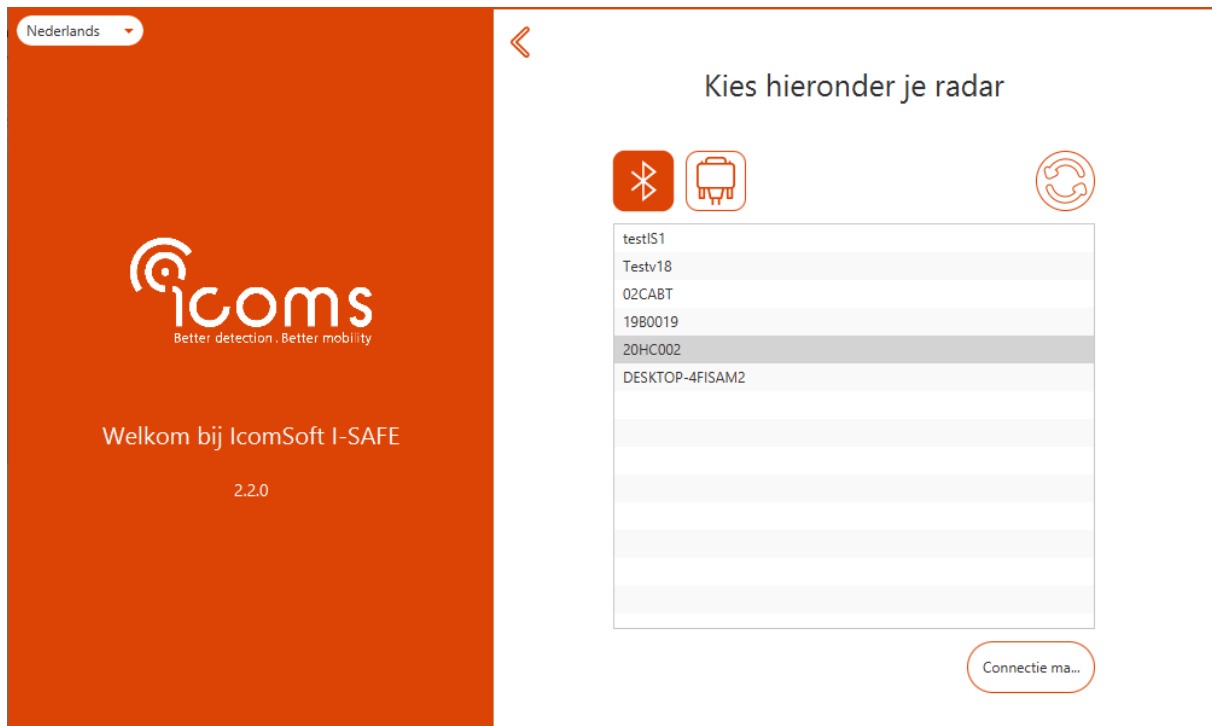 Nederlands
icoms
Better detection. Better mobility
Welkom bij IcomSoft I-SAFE
2.2.0
Kies hieronder je radar
testIS1
Testv18
02CABT
19B0019
20HC002
DESKTOP-4FISAM2
Connectie ma...